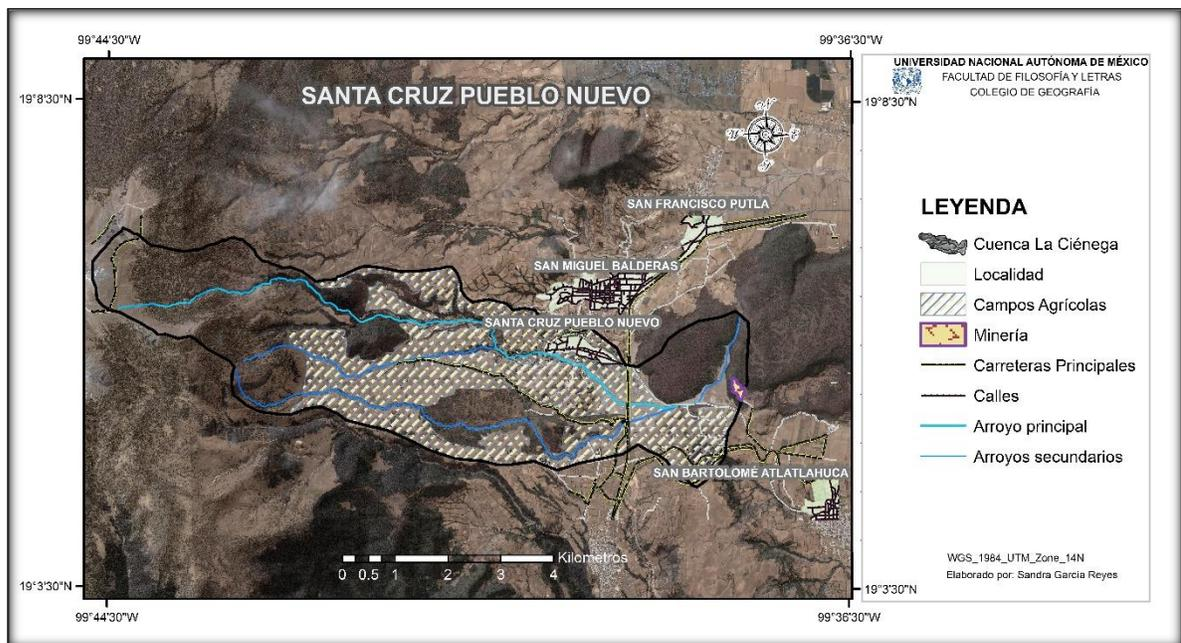 99°44'30"W
99°36'30"W
19°8'30"N
19°8'30"N
SANTA CRUZ PUEBLO NUEVO
N
W
E
S
SAN FRANCISCO PUTLA
SAN MIGUEL BALDERAS
SANTA CRUZ PUEBLO NUEVO
SAN BARTOLOMÉ ATLATLAHUCA
Kilometros
0 0.5 1 2 3 4
19°3'30"N
19°3'30"N
99°44'30"W
99°36'30"W
UNIVERSIDAD NACIONAL AUTÓNOMA DE MÉXICO
FACULTAD DE FILOSOFÍA Y LETRAS
COLEGIO DE GEOGRAFÍA
LEYENDA
Cuenca La Ciénega
Localidad
Campos Agrícolas
Minería
Carreteras Principales
Calles
Arroyo principal
Arroyos secundarios
WGS_1984_UTM_Zone_14N
Elaborado por: Sandra García Reyes